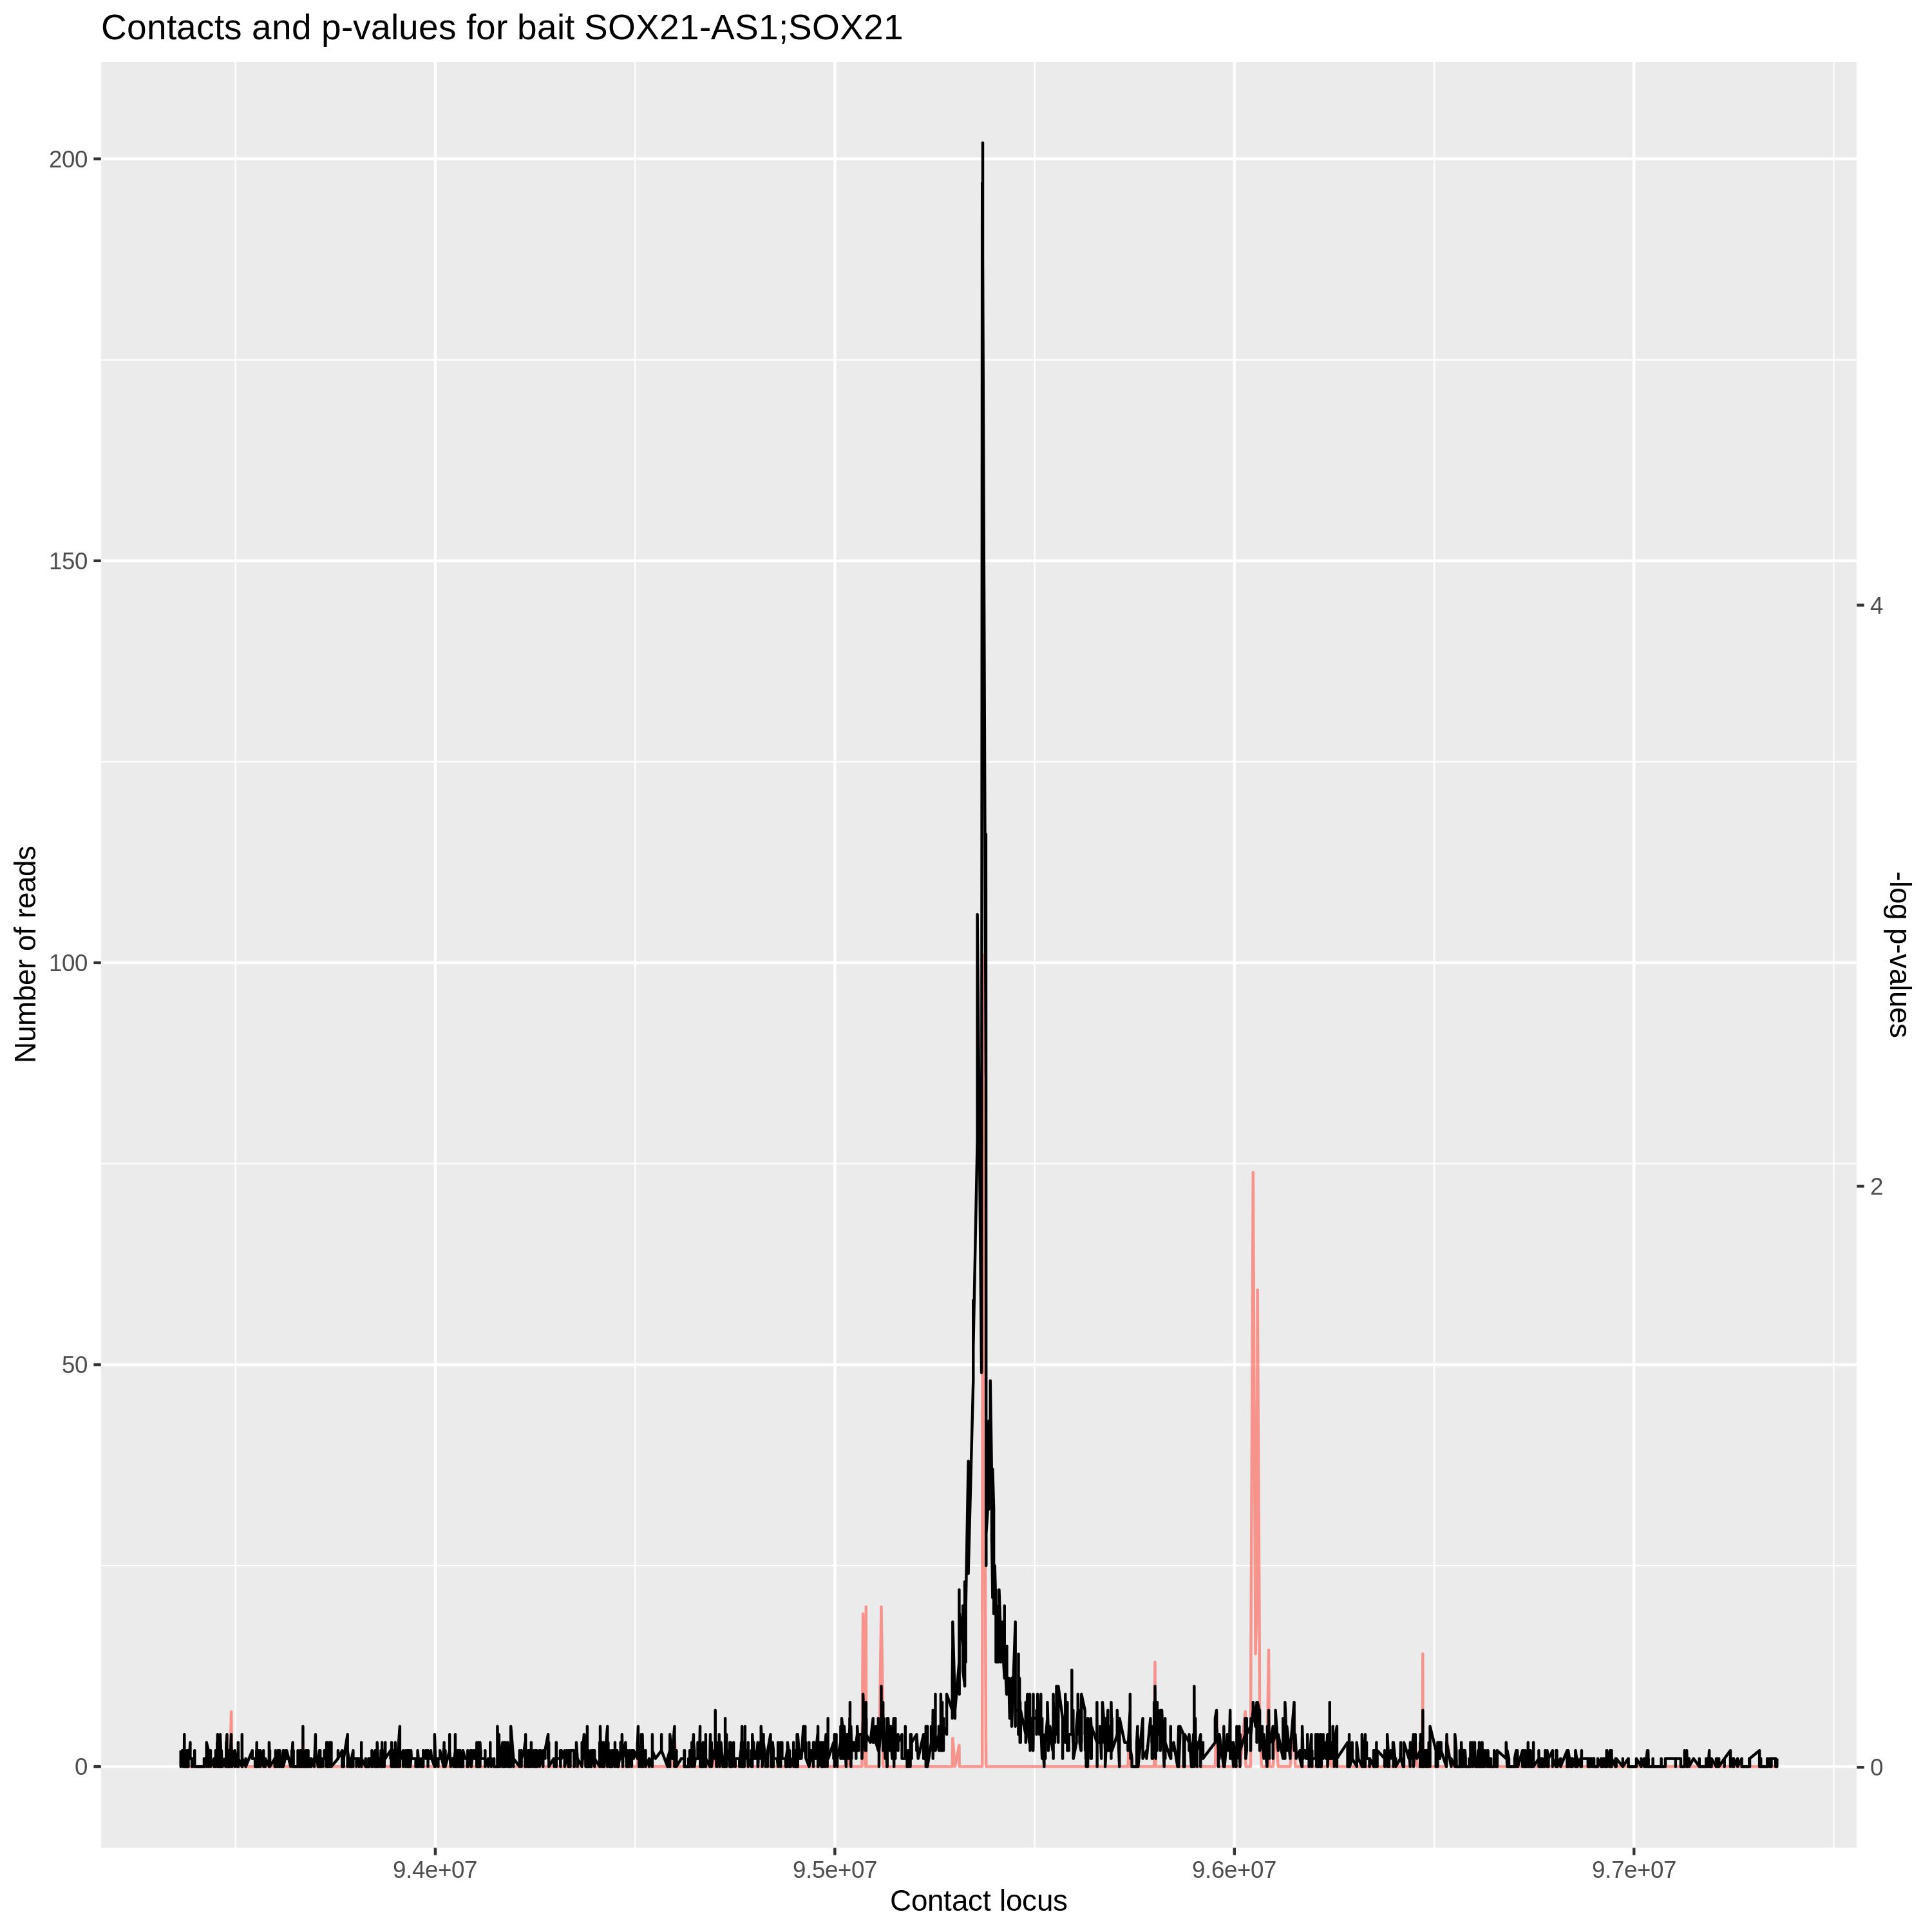 Contacts and p-values for bait SOX21-AS1;SOX21
200
150
100
50
0
Number of reads
4
2
0
-log p-values
9.4e+07
9.5e+07
9.6e+07
9.7e+07
Contact locus